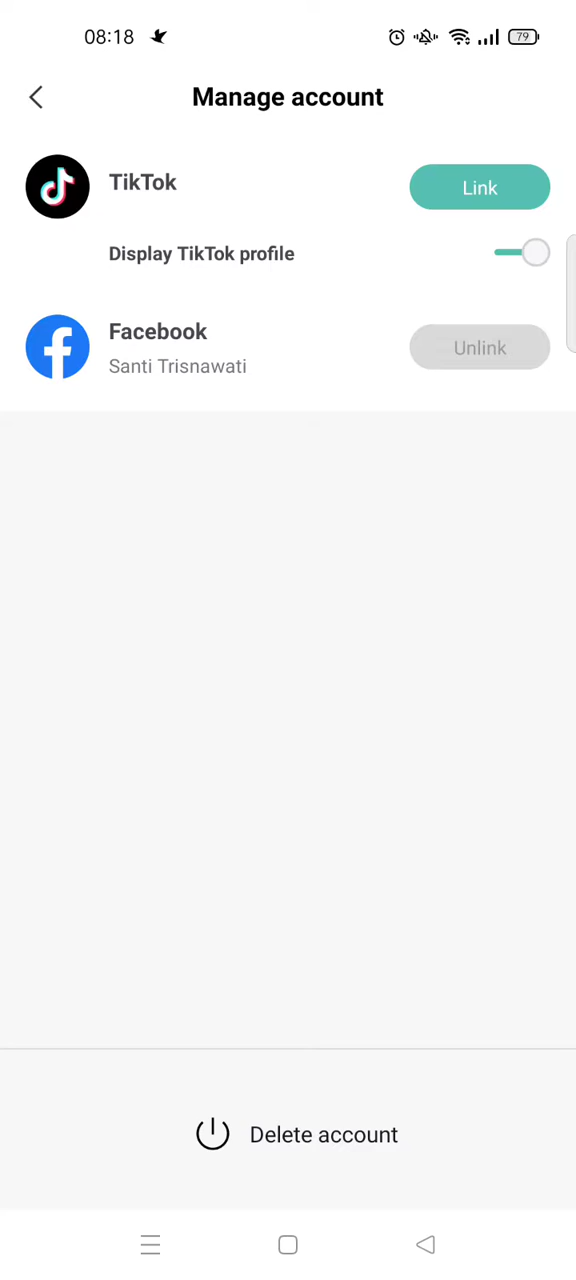 08:18
79
Manage account
TikTok
Link
Display TikTok profile
Facebook
Santi Trisnawati
Unlink
Delete account